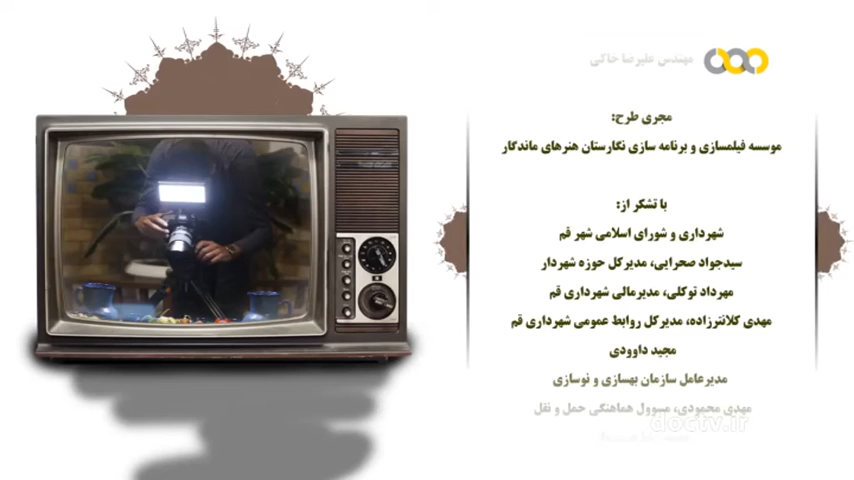 مهندس علیرضا خاکی
مجری طرح:
موسسه فیلمسازی و برنامه سازی نگارستان هنرهای ماندگار
با تشکر از:
شهرداری و شورای اسلامی شهر قم
سیدجواد صحرایی، مدیرکل حوزه شهردار
مهرداد توکلی، مدیرمالی شهرداری قم
مهدی کلانترزاده، مدیرکل روابط عمومی شهرداری قم
مجید داوودی
مدیرعامل سازمان بهسازی و نوسازی
مهدی محمودی، مسوول هماهنگی حمل و نقل
doctv.ir